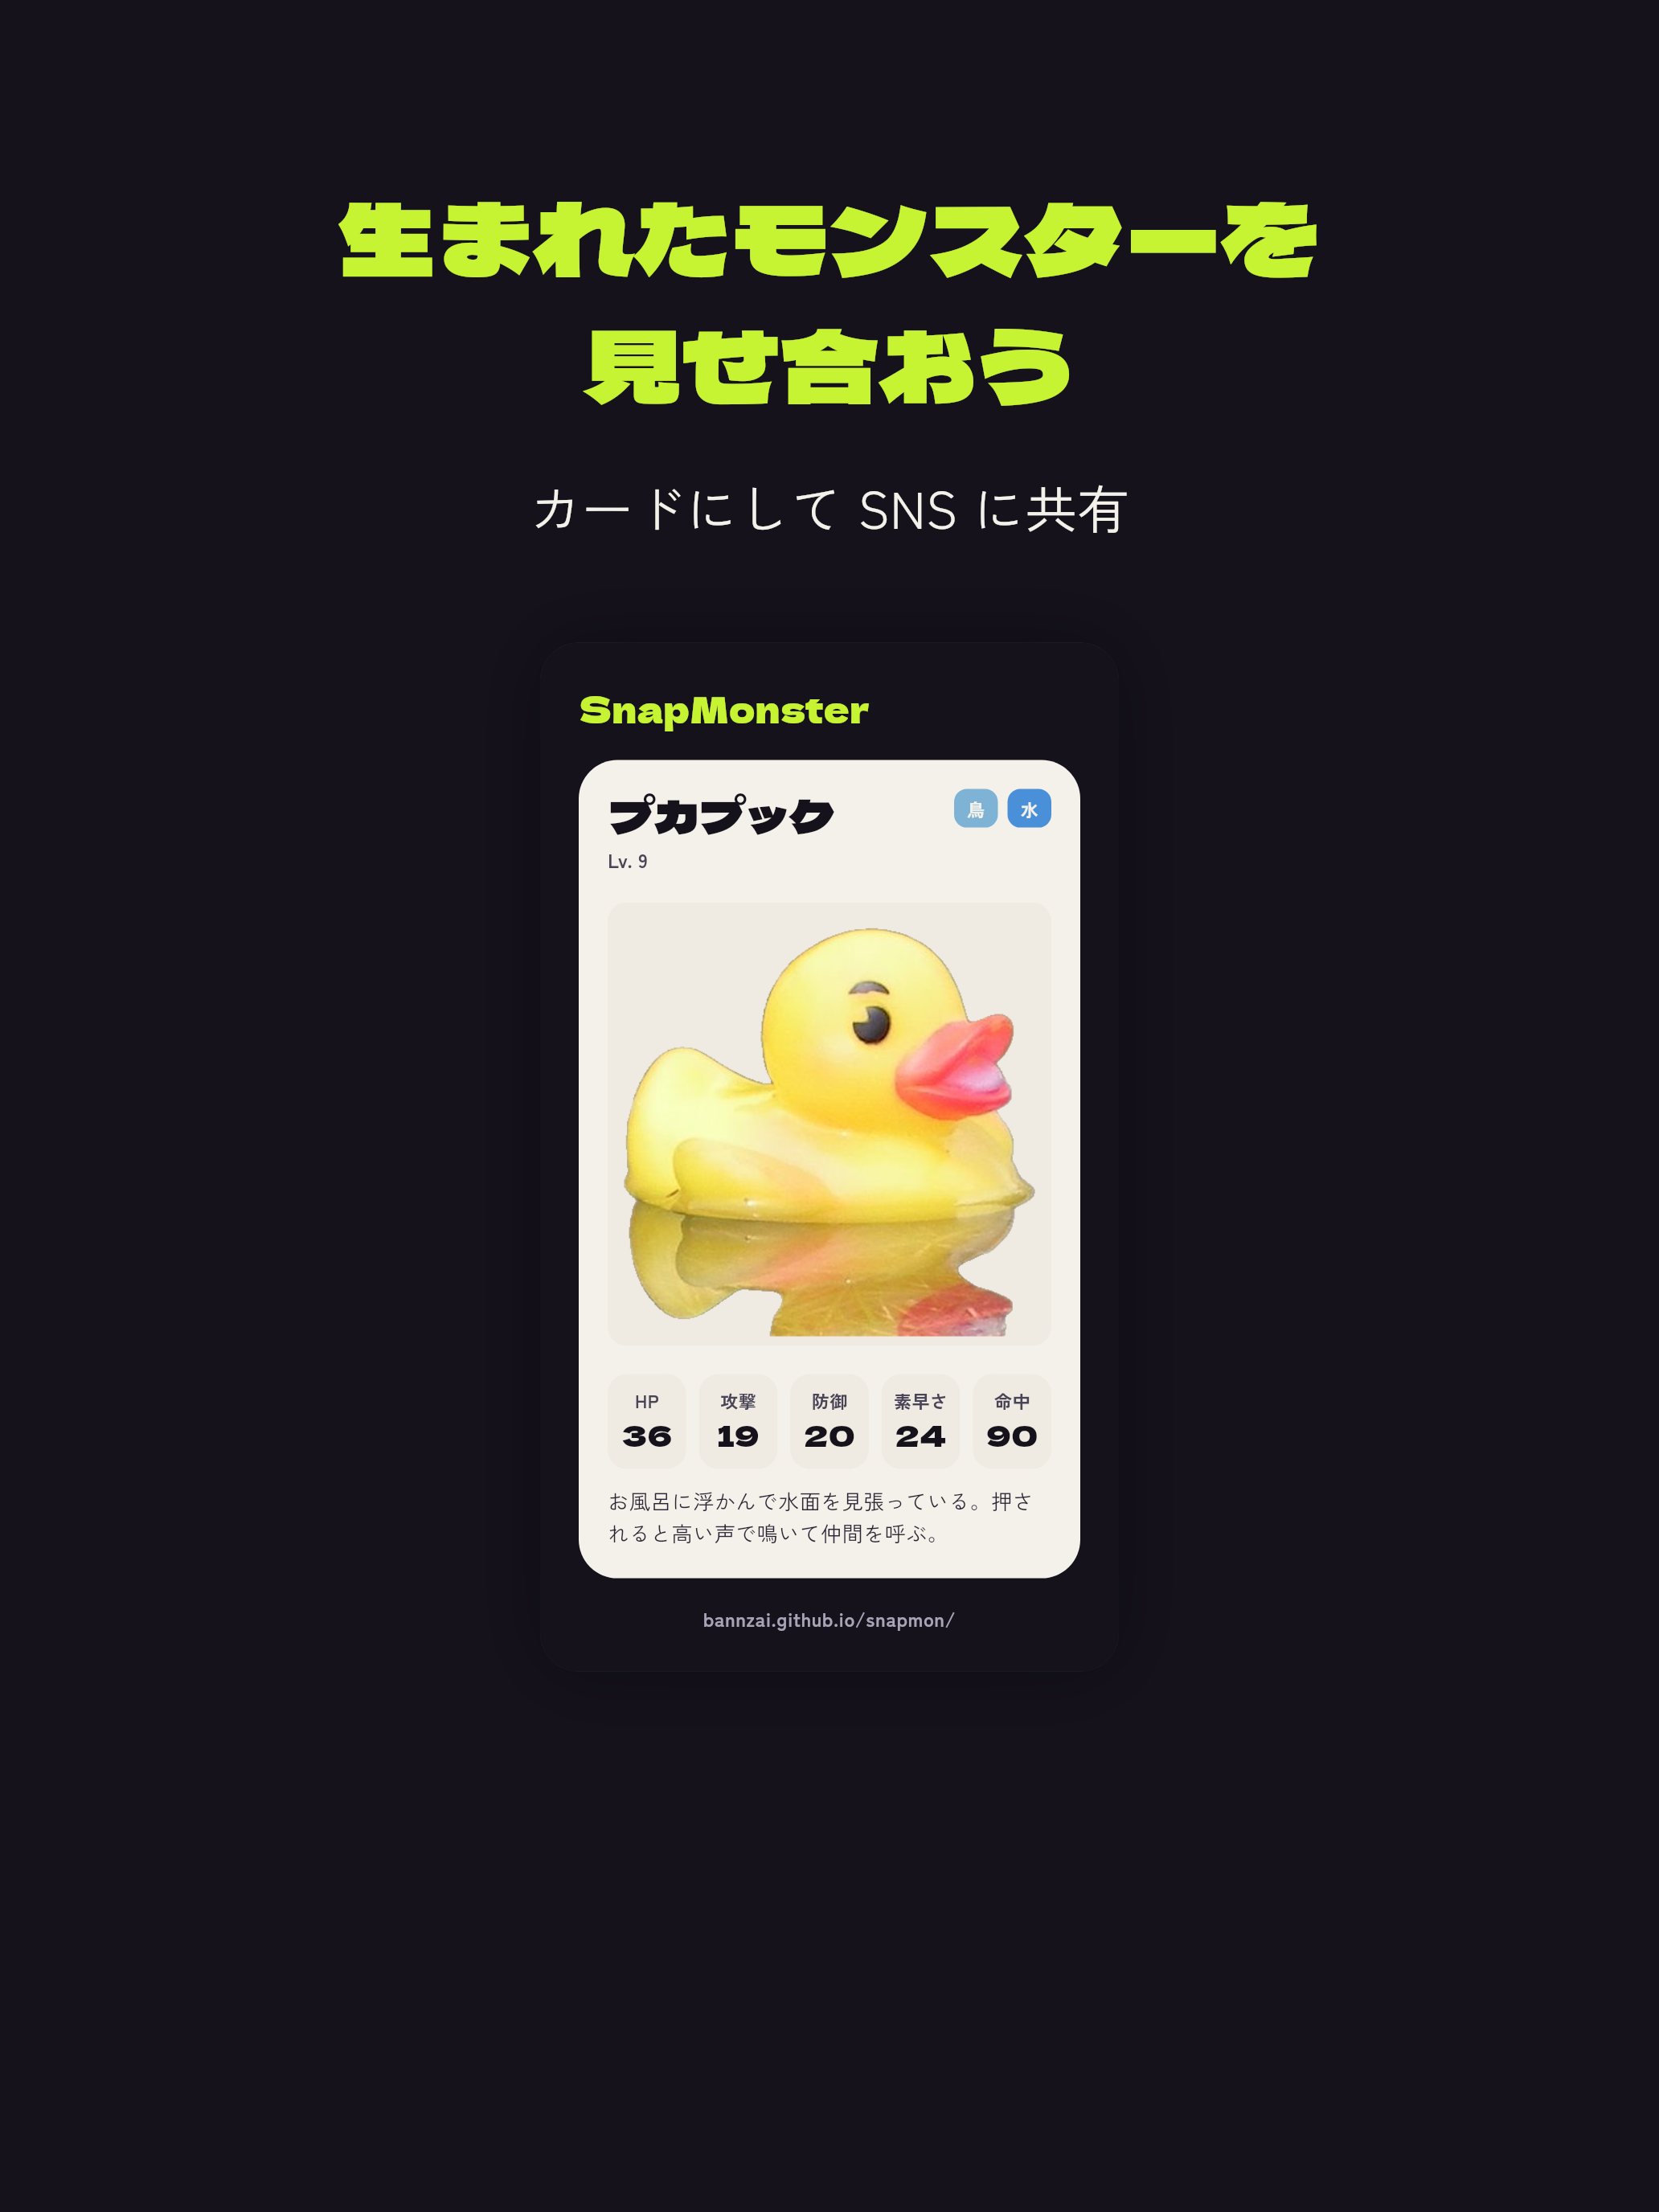 生まれたモンスターを
見せ合おう
カードにして SNS に共有
SnapMonster
プカプック
鳥 水
Lv. 9
HP 攻撃 防御 素早さ 命中
36 19 20 24 90
お風呂に浮かんで水面を見張っている。押さ
れると高い声で鳴いて仲間を呼ぶ。
bannzai.github.io/snapmon/